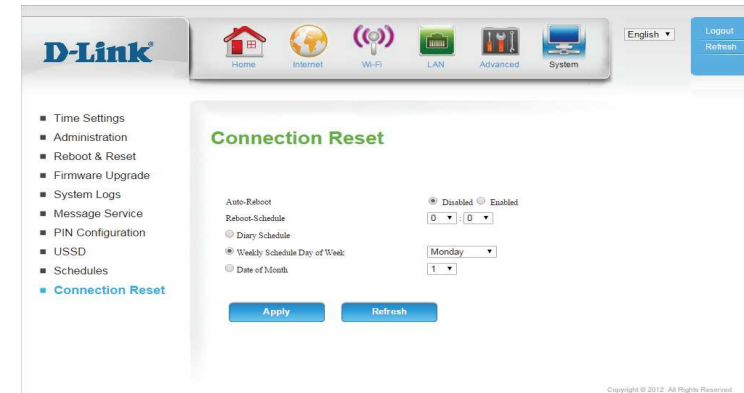 D-Link
Home
Internet
Wi-Fi
LAN
Advanced
System
English
Logout
Refresh
Time Settings
Administration
Reboot & Reset
Firmware Upgrade
System Logs
Message Service
PIN Configuration
USSD
Schedules
Connection Reset
Connection Reset
Auto-Reboot Disabled Enabled
Reboot-Schedule 0 : 0
Diary Schedule
Weekly Schedule Day of Week Monday
Date of Month 1
Apply Refresh
Copyright © 2012 All Rights Reserved